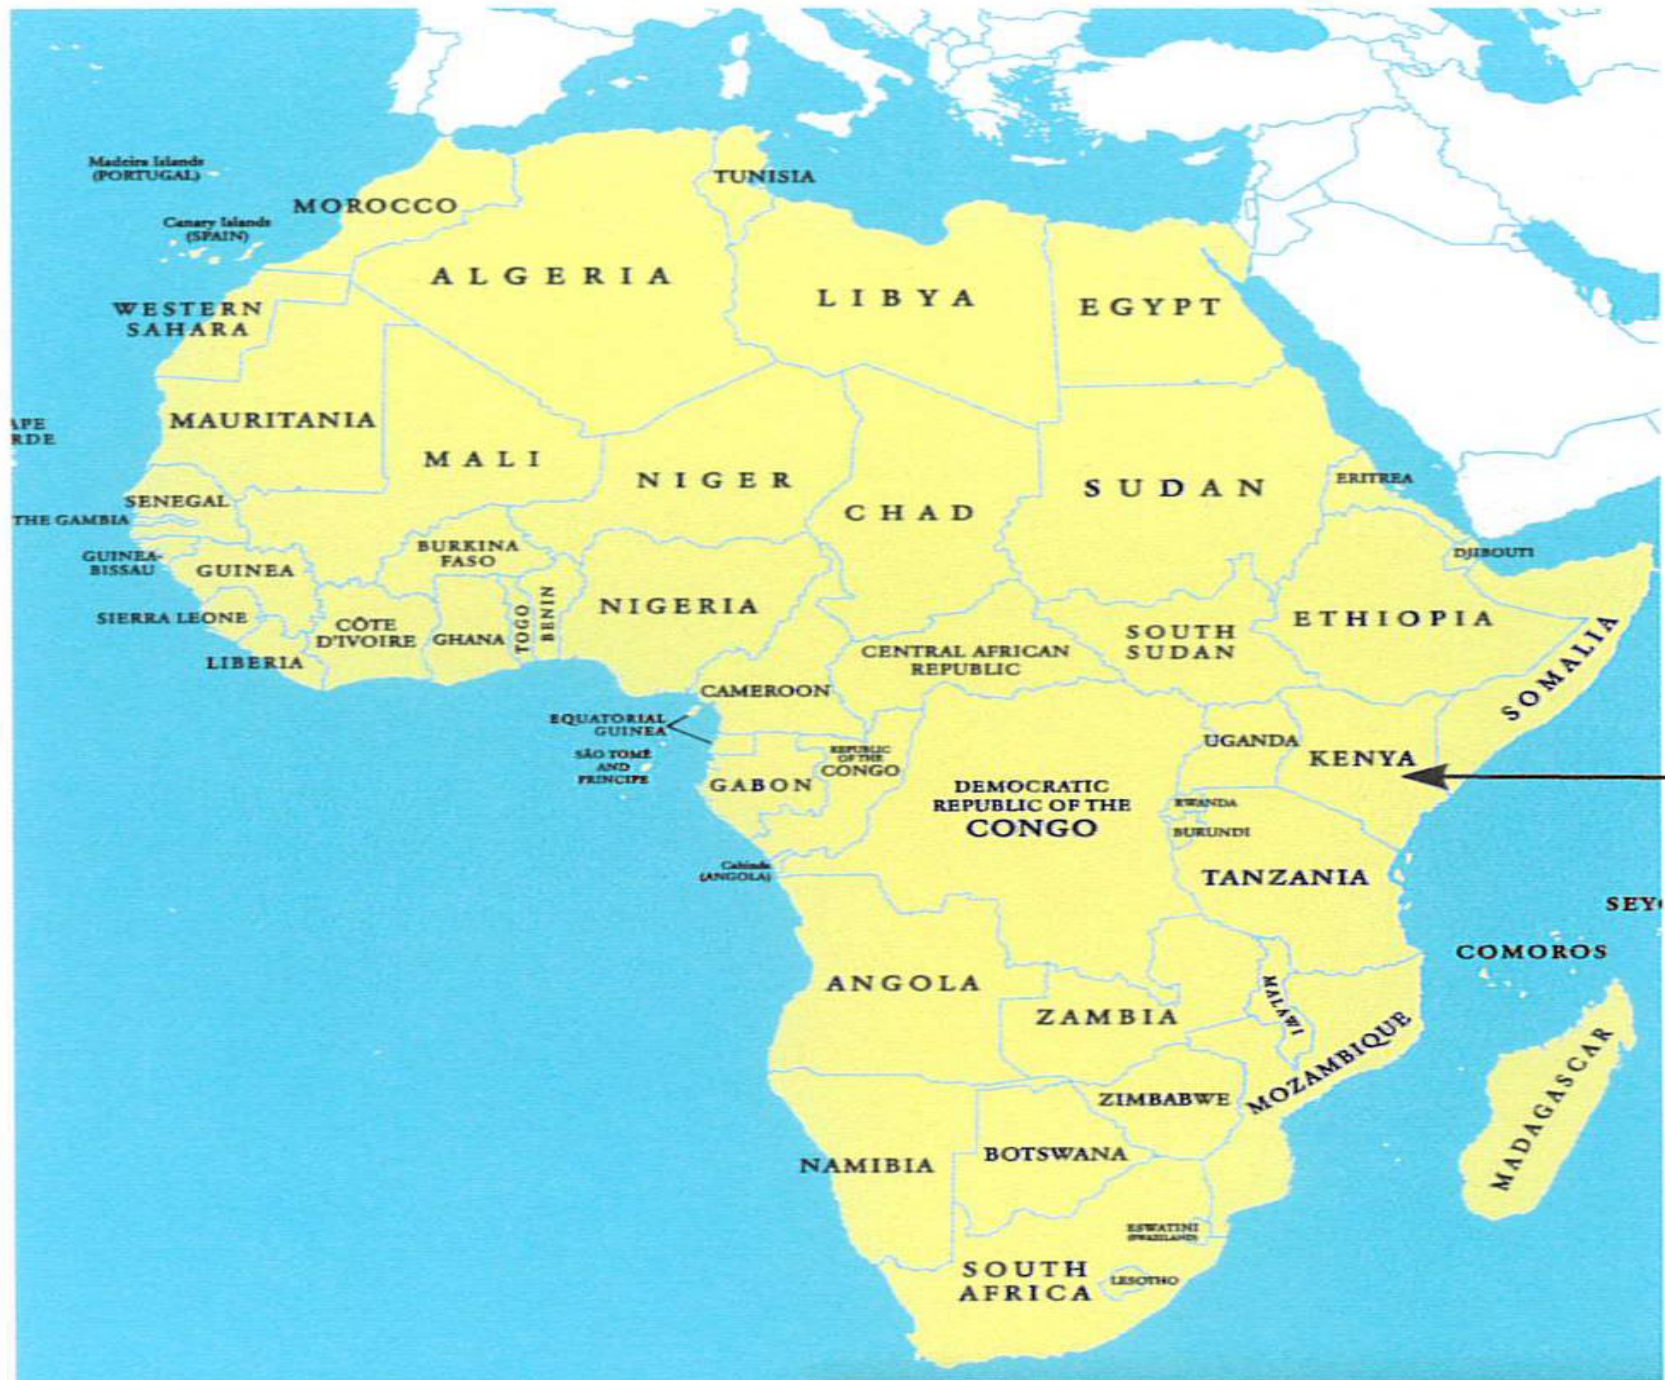 Madeira Islands
(PORTUGAL)
TUNISIA
MOROCCO
Canary Islands
(SPAIN)
ALGERIA
LIBYA
EGYPT
WESTERN
SAHARA
MAURITANIA
APE
RDE
MALI
NIGER
CHAD
SUDAN
ERITREA
SENEGAL
THE GAMBIA
BURKINA
FASO
DJIBOUTI
GUINEA-
BISSAU
GUINEA
NIGERIA
TOGO
BENIN
ETHIOPIA
SIERRA LEONE
CÔTE
D'IVOIRE
GHANA
SOUTH
SUDAN
SOMALIA
LIBERIA
CENTRAL AFRICAN
REPUBLIC
CAMEROON
EQUATORIAL
GUINEA
SÃO TOMÉ
AND
PRINCIPE
REPUBLIC
OF THE
CONGO
UGANDA
KENYA
GABON
DEMOCRATIC
REPUBLIC OF THE
CONGO
RWANDA
BURUNDI
Cabinda
(ANGOLA)
TANZANIA
SEY
COMOROS
ANGOLA
MALAWI
ZAMBIA
MOZAMBIQUE
MADAGASCAR
ZIMBABWE
NAMIBIA
BOTSWANA
ESWATINI
(SWAZILAND)
SOUTH
AFRICA
LESOTHO